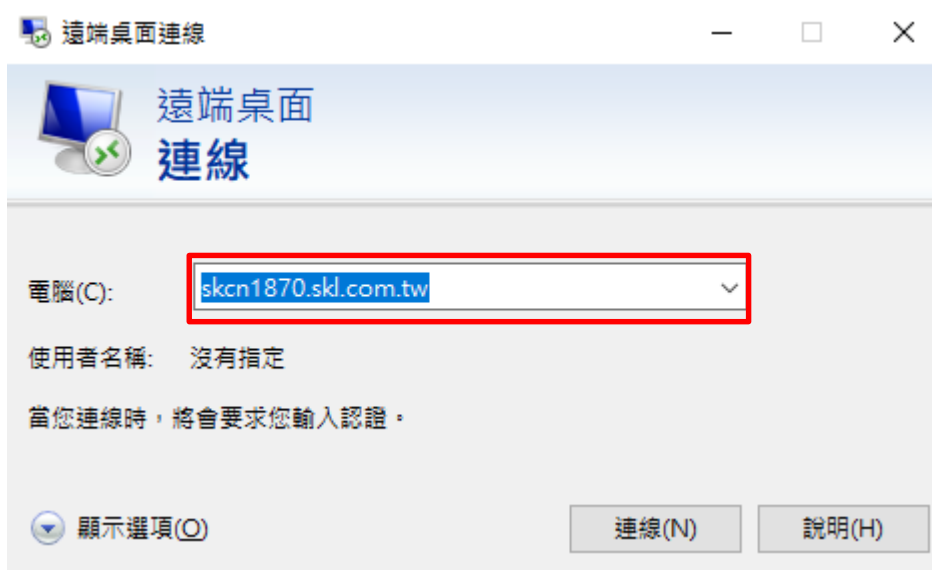 遠端桌面連線
遠端桌面
連線
電腦(C): skcn1870.skl.com.tw
使用者名稱: 沒有指定
當您連線時，將會要求您輸入認證。
顯示選項(O) 連線(N) 說明(H)